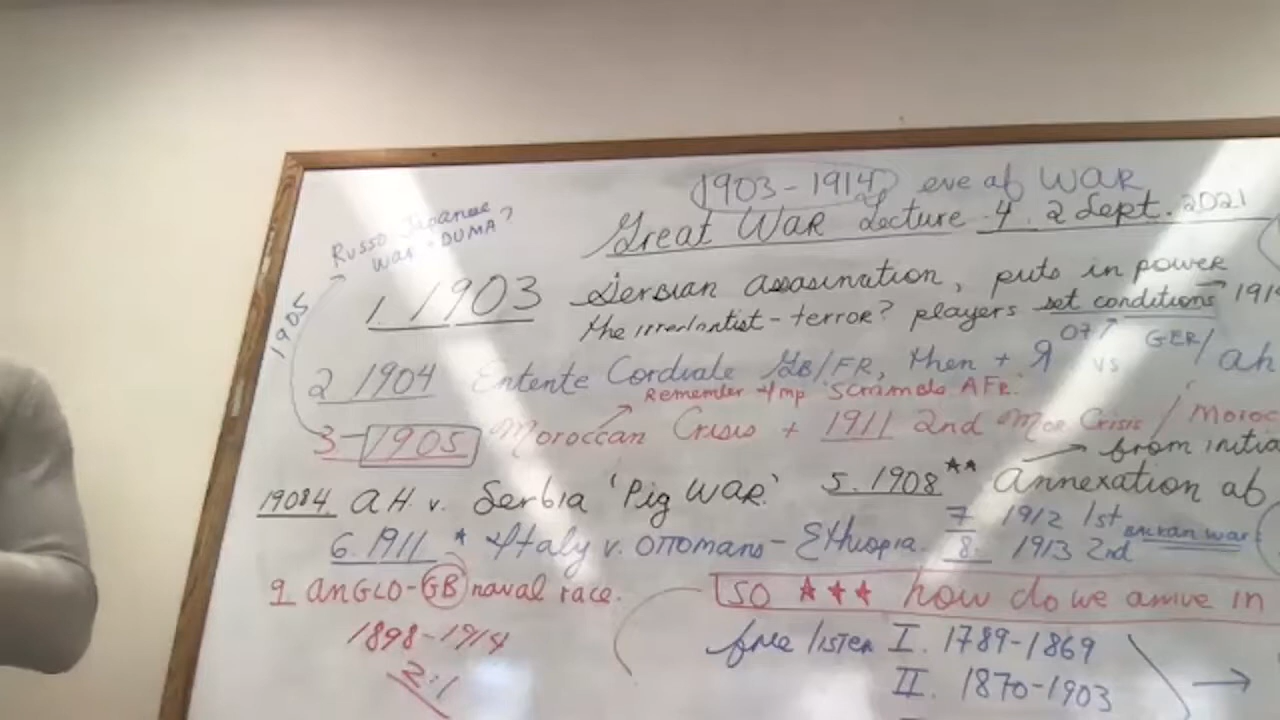 1903-1914 eve of WAR
Great WAR Lecture 4. 2 Sept. 2021
Russo Japanese
War + DUMA?
1905
1. 1903 Serbian Assasination, puts in power
the irredentist-terror? players set conditions → 1914
2 1904 Entente Cordiale GB/FR, then + Я 07 vs GER/ ah
Remember Imp 'Scramble AFR.
3-1905 Moroccan Crisis + 1911 2nd Mor Crisis / Moroc
→ from initia
19084. A.H. v. Serbia 'Pig WAR' 5. 1908** Annexation of
6. 1911 * Italy v. Ottomans- Ethiopia. 7 1912 1st BALKAN WAR
8. 1913 2nd
9 ANGLO-GB naval race.
1898-1914
2:1
SO ★★★ how do we arrive in
free listen I. 1789-1869
II. 1870-1903 →